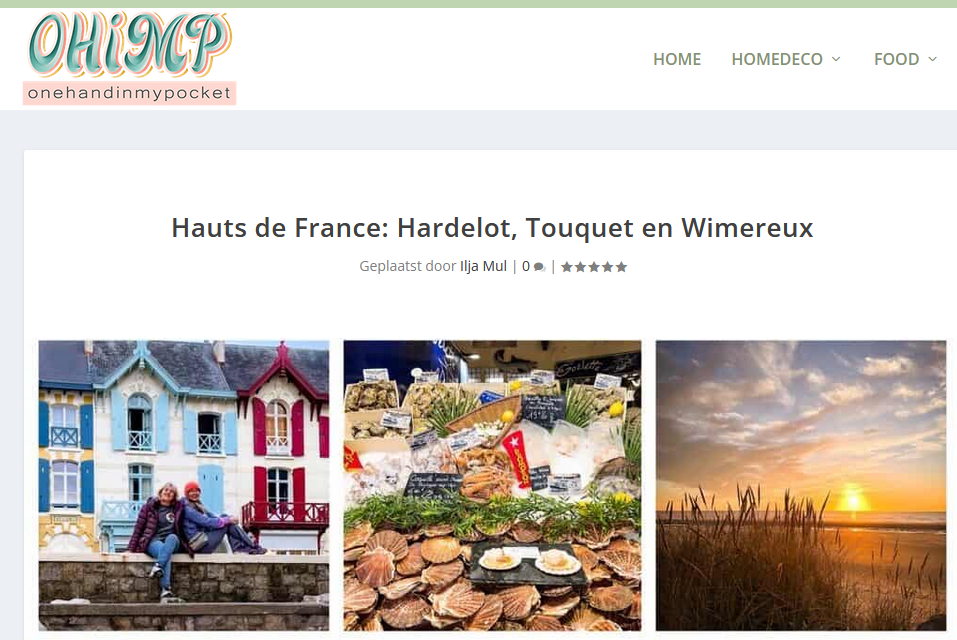 OHiMP
onehandinmypocket
HOME HOMEDECO FOOD
Hauts de France: Hardelot, Touquet en Wimereux
Geplaatst door Ilja Mul | 0 |